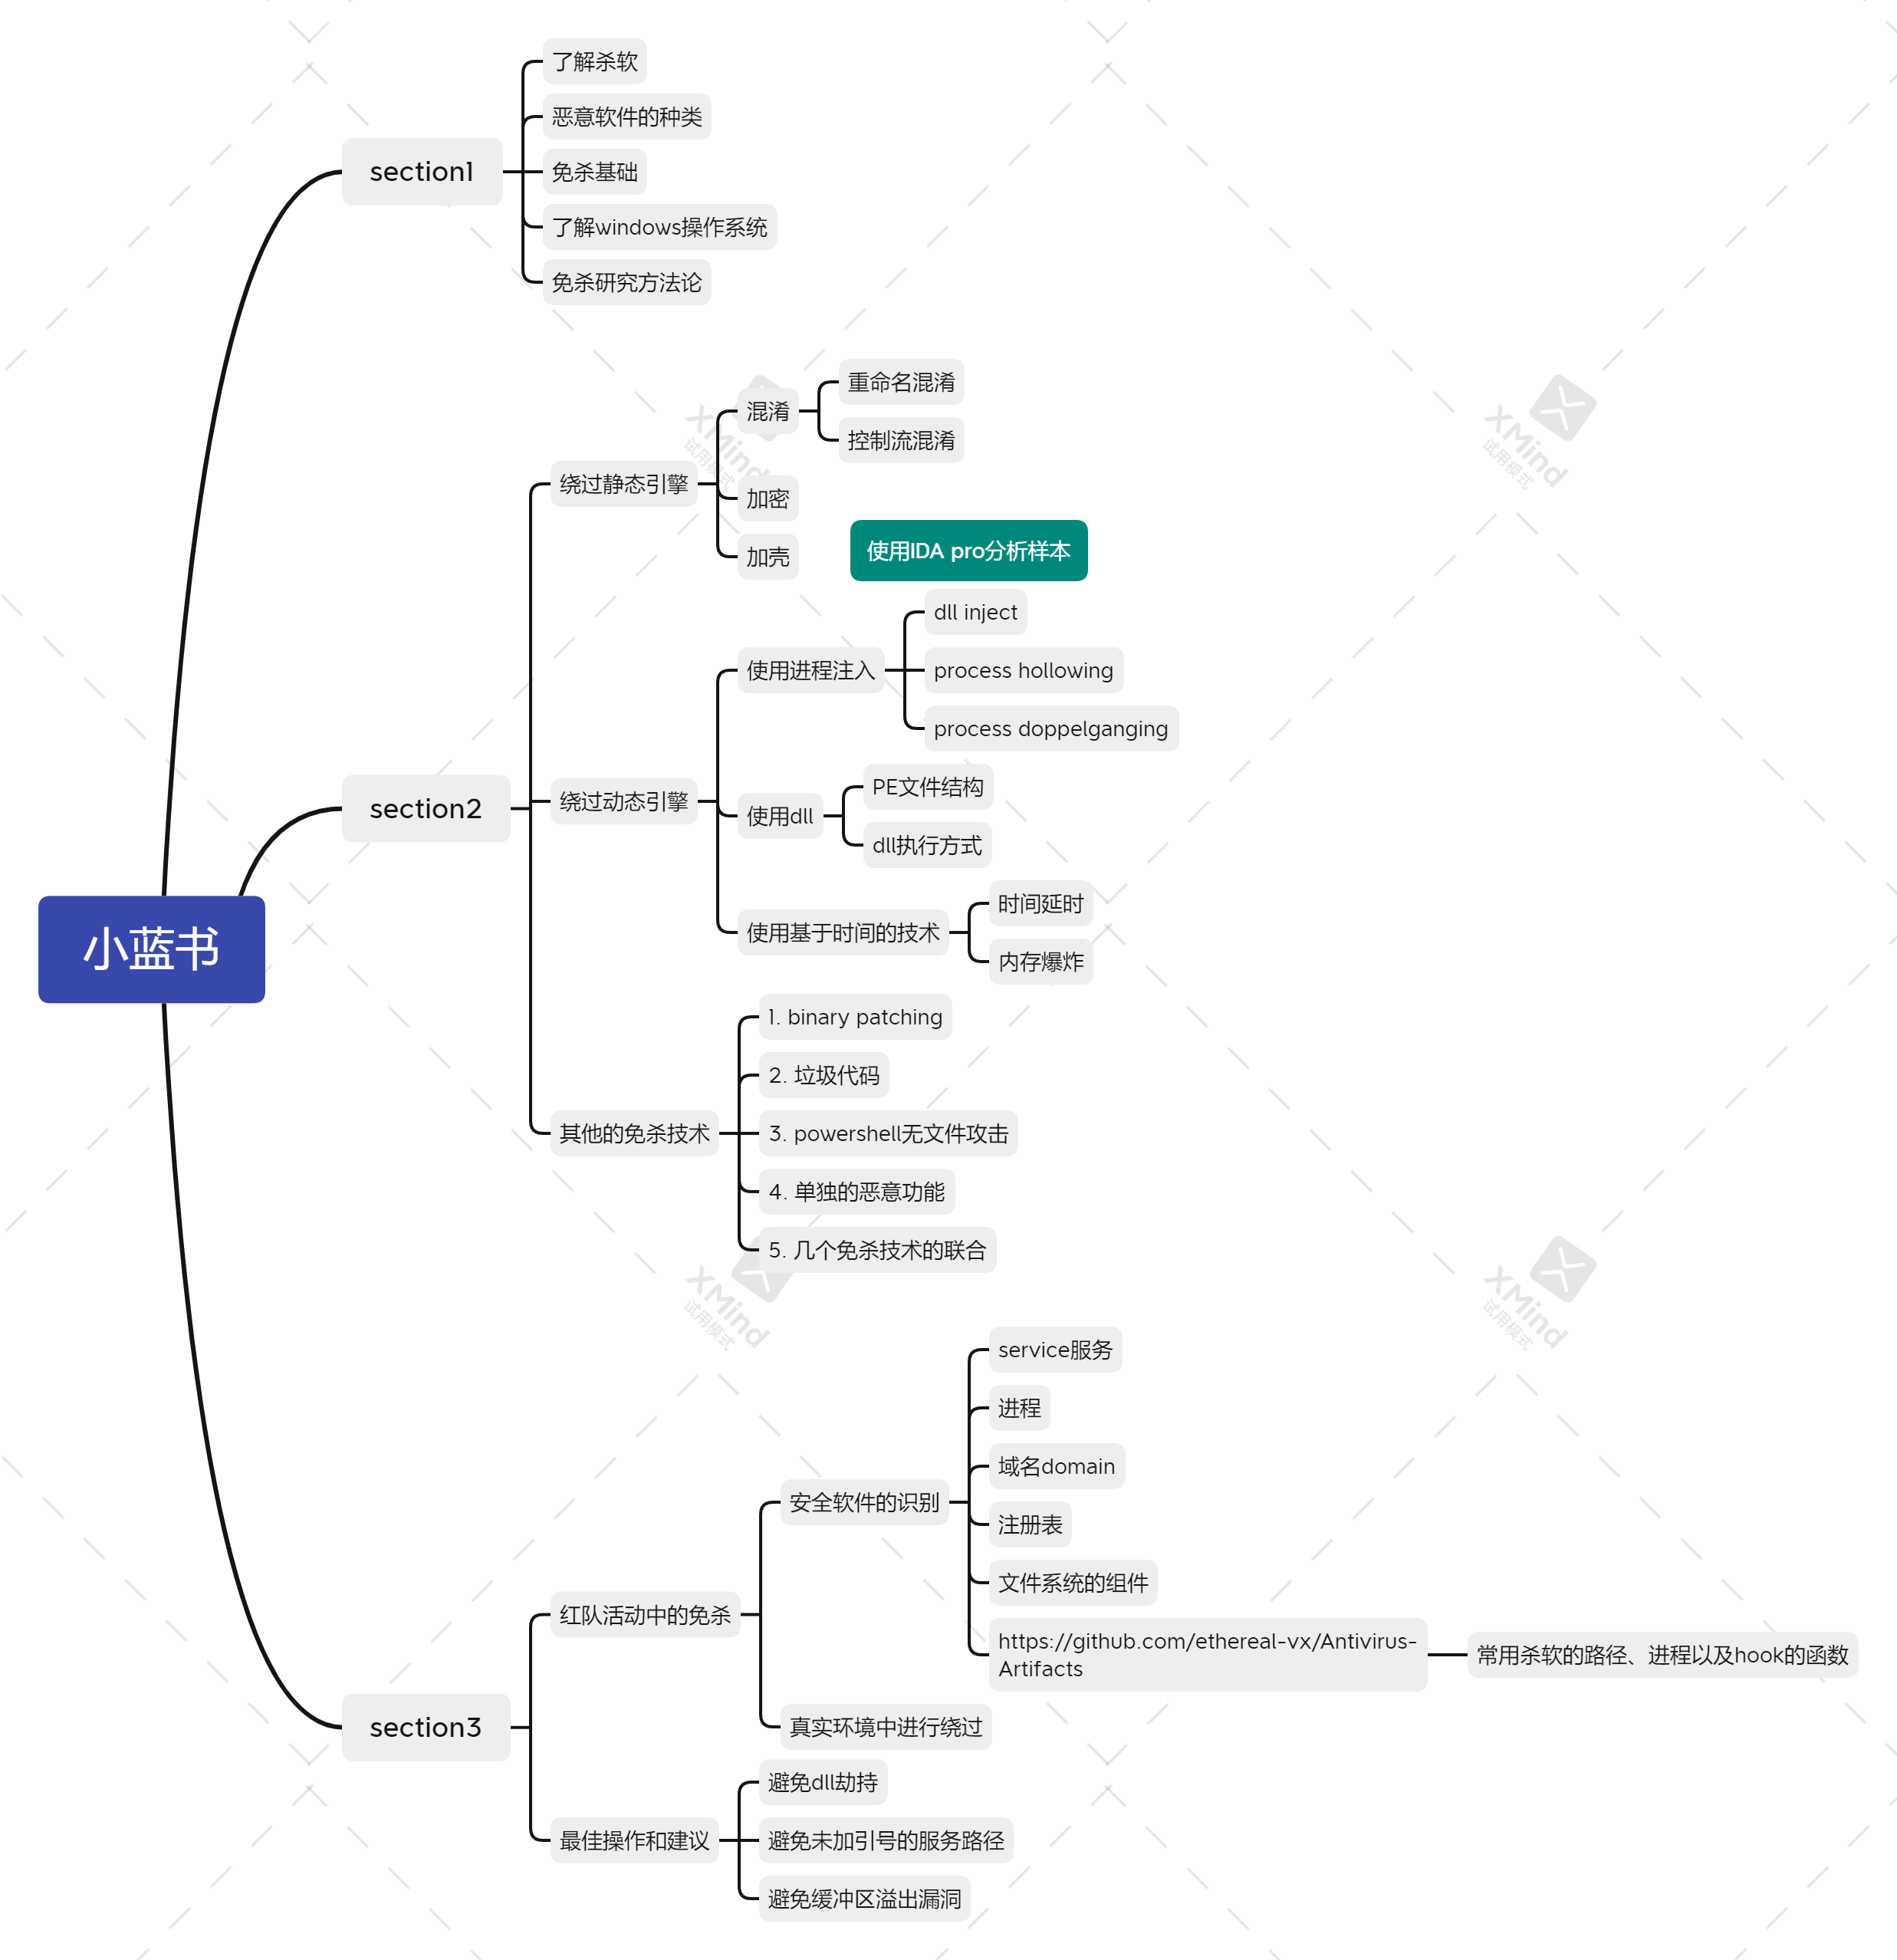 小蓝书
section1
了解杀软
恶意软件的种类
免杀基础
了解windows操作系统
免杀研究方法论
section2
绕过静态引擎
混淆
重命名混淆
控制流混淆
加密
加壳
使用IDA pro分析样本
绕过动态引擎
使用进程注入
dll inject
process hollowing
process doppelganging
使用dll
PE文件结构
dll执行方式
使用基于时间的技术
时间延时
内存爆炸
其他的免杀技术
1. binary patching
2. 垃圾代码
3. powershell无文件攻击
4. 单独的恶意功能
5. 几个免杀技术的联合
section3
红队活动中的免杀
安全软件的识别
service服务
进程
域名domain
注册表
文件系统的组件
https://github.com/ethereal-vx/Antivirus-
Artifacts
常用杀软的路径、进程以及hook的函数
真实环境中进行绕过
最佳操作和建议
避免dll劫持
避免未加引号的服务路径
避免缓冲区溢出漏洞
XMind
试用模式
XMind
试用模式
XMind
试用模式
XMind
试用模式